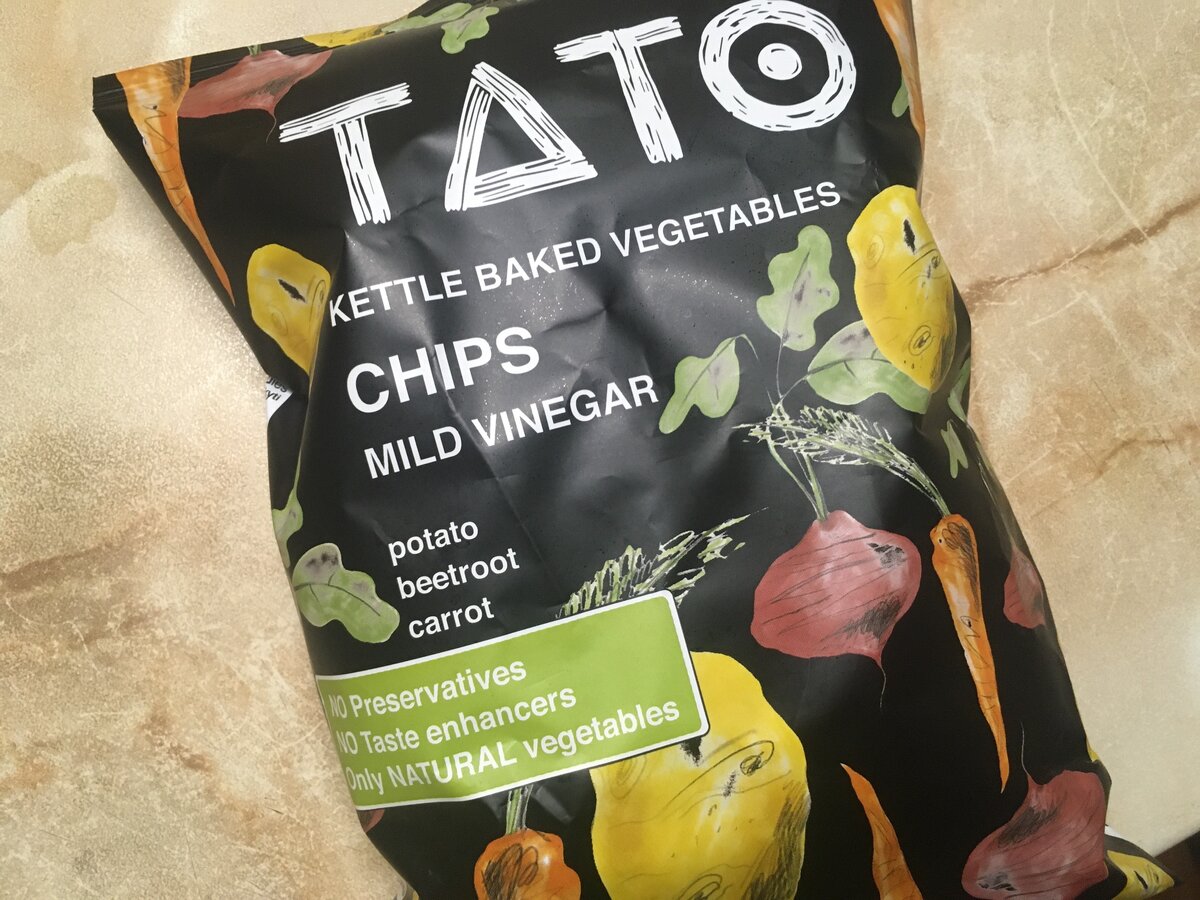 TATO
KETTLE BAKED VEGETABLES
CHIPS
MILD VINEGAR
potato
beetroot
carrot
NO Preservatives
NO Taste enhancers
Only NATURAL vegetables